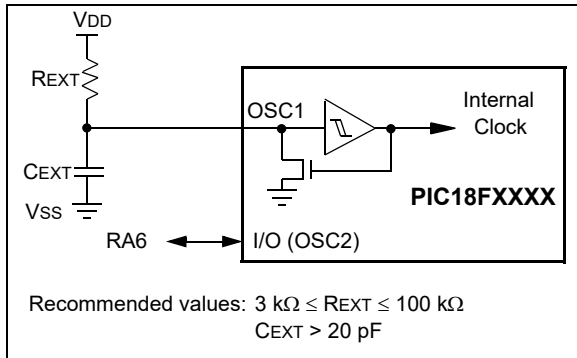 VDD
REXT
OSC1
Internal
Clock
CEXT
PIC18FXXXX
VSS
RA6
I/O (OSC2)
Recommended values: 3 kΩ ≤ REXT ≤ 100 kΩ
CEXT > 20 pF